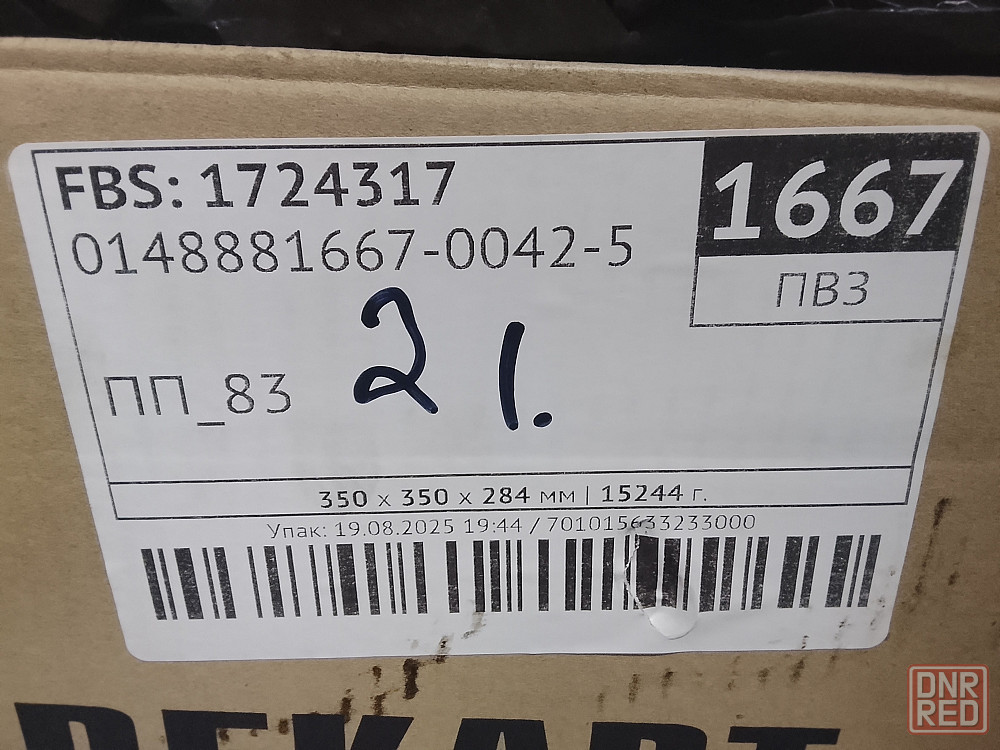 FBS: 1724317
0148881667-0042-5
1667
ПВЗ
21.
ПП_83
350 x 350 x 284 мм | 15244 г.
Упак: 19.08.2025 19:44 / 701015633233000
DNR
RED